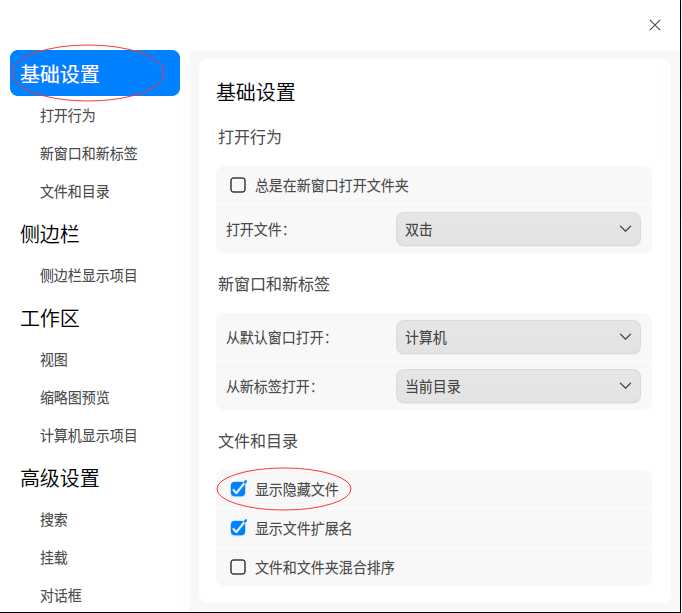 基础设置
打开行为
新窗口和新标签
文件和目录
侧边栏
侧边栏显示项目
工作区
视图
缩略图预览
计算机显示项目
高级设置
搜索
挂载
对话框
基础设置
打开行为
总是在新窗口打开文件夹
打开文件： 双击
新窗口和新标签
从默认窗口打开： 计算机
从新标签打开： 当前目录
文件和目录
显示隐藏文件
显示文件扩展名
文件和文件夹混合排序